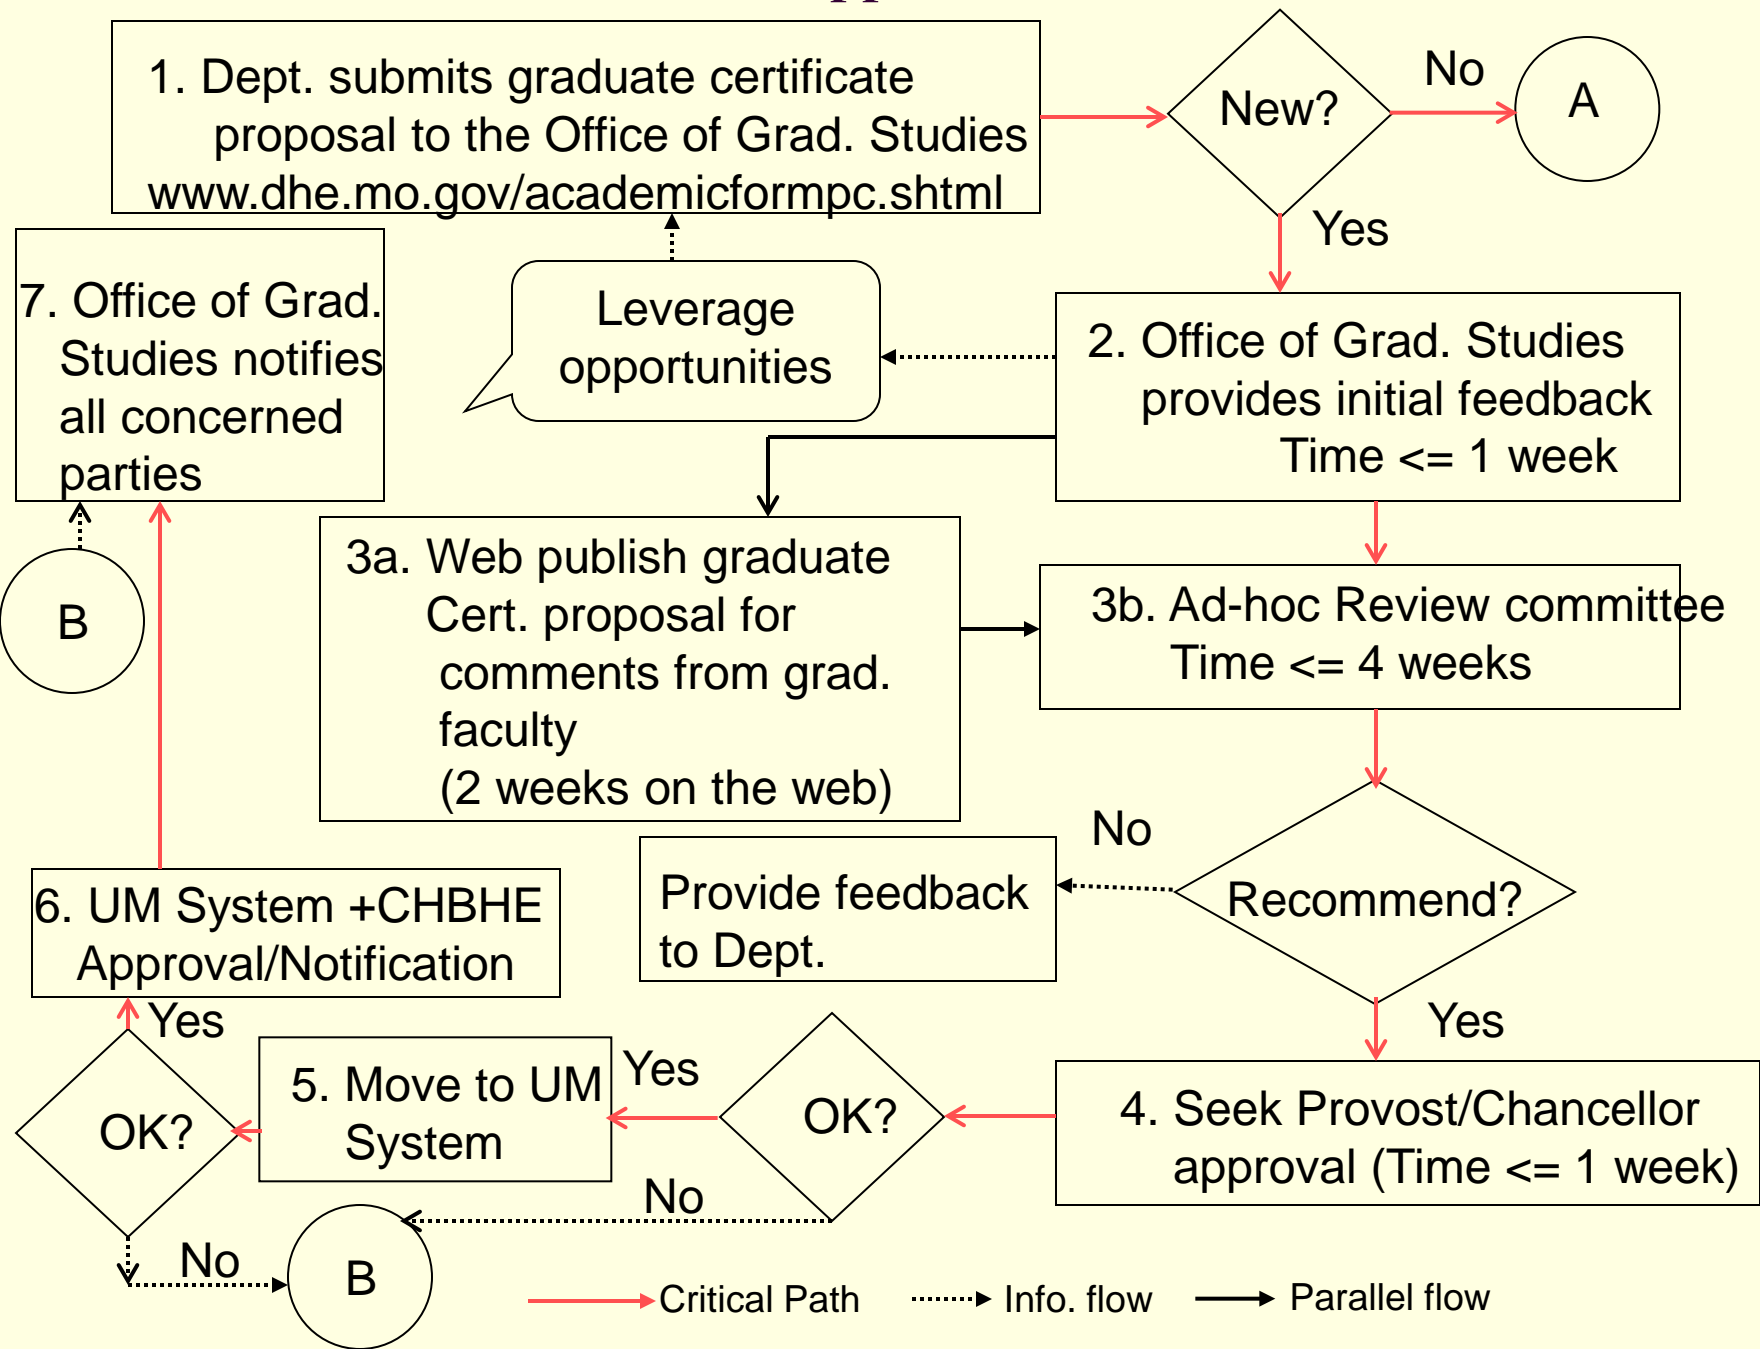 1. Dept. submits graduate certificate
proposal to the Office of Grad. Studies
www.dhe.mo.gov/academicformpc.shtml
New?
No
A
Yes
7. Office of Grad.
Studies notifies
all concerned
parties
Leverage
opportunities
2. Office of Grad. Studies
provides initial feedback
Time <= 1 week
B
3a. Web publish graduate
Cert. proposal for
comments from grad.
faculty
(2 weeks on the web)
3b. Ad-hoc Review committee
Time <= 4 weeks
No
Provide feedback
to Dept.
Recommend?
6. UM System +CHBHE
Approval/Notification
Yes
Yes
OK?
5. Move to UM
System
Yes
OK?
4. Seek Provost/Chancellor
approval (Time <= 1 week)
No
No
B
Critical Path
Info. flow
Parallel flow